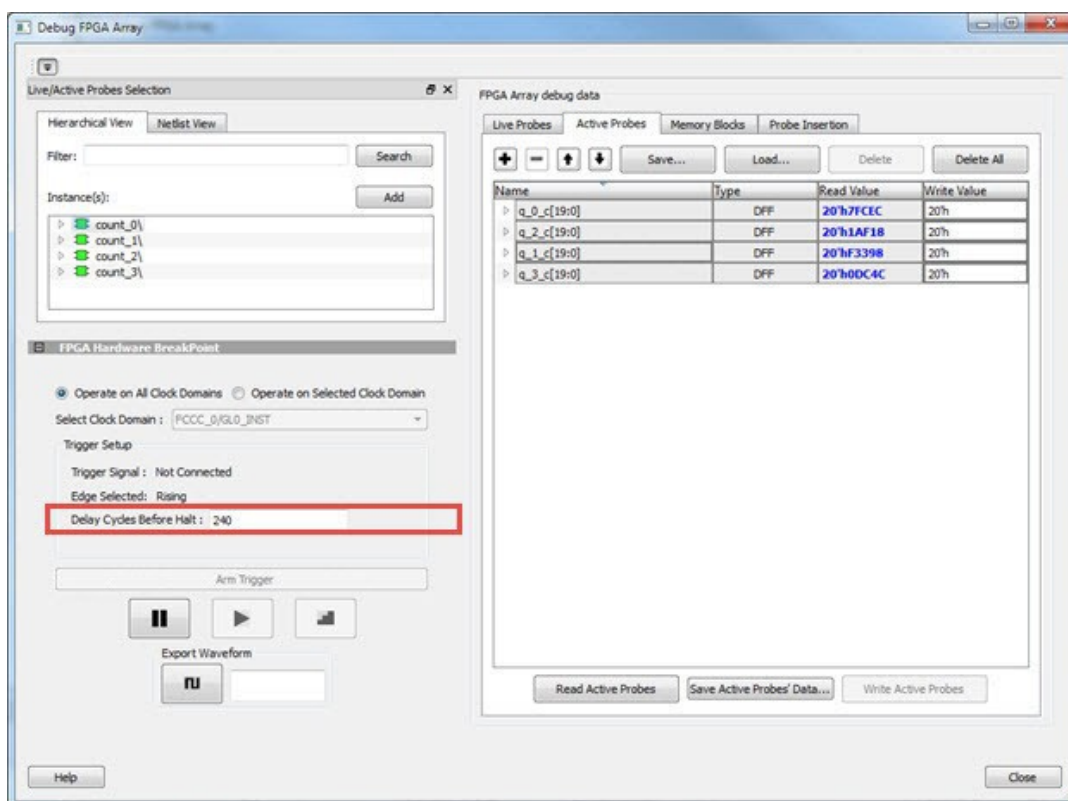 Debug FPGA Array
Live/Active Probes Selection
Hierarchical View Netlist View
Filter: Search
Instance(s): Add
count_0\
count_1\
count_2\
count_3\
FPGA Hardware BreakPoint
Operate on All Clock Domains Operate on Selected Clock Domain
Select Clock Domain : FCCC_0/GL0_INST
Trigger Setup
Trigger Signal : Not Connected
Edge Selected: Rising
Delay Cycles Before Halt : 240
Arm Trigger
Export Waveform
FPGA Array debug data
Live Probes Active Probes Memory Blocks Probe Insertion
Save... Load... Delete Delete All
Name Type Read Value Write Value
q_0_c[19:0] DFF 20'h7FCEC 20'h
q_2_c[19:0] DFF 20'h1AF18 20'h
q_1_c[19:0] DFF 20'hF3398 20'h
q_3_c[19:0] DFF 20'h0DC4C 20'h
Read Active Probes Save Active Probes' Data... Write Active Probes
Help Close